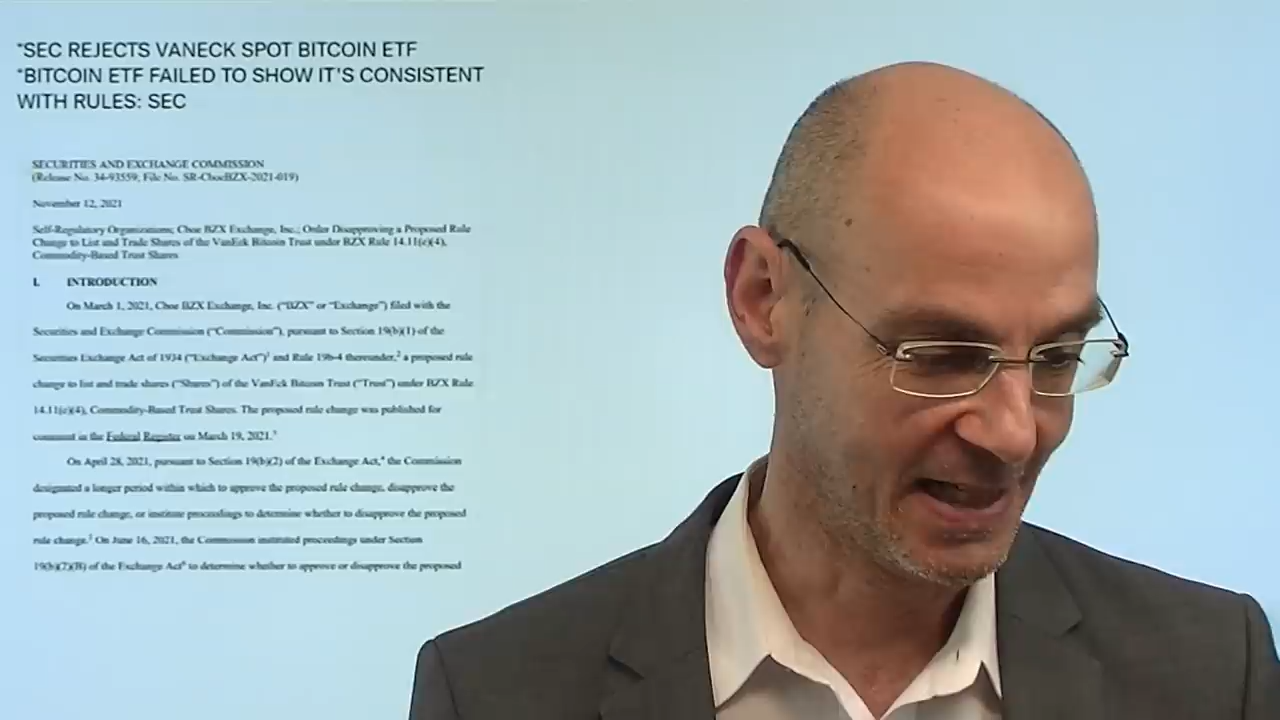 *SEC REJECTS VANECK SPOT BITCOIN ETF
*BITCOIN ETF FAILED TO SHOW IT'S CONSISTENT
WITH RULES: SEC
SECURITIES AND EXCHANGE COMMISSION
(Release No. 34-93559; File No. SR-CboeBZX-2021-019)
November 12, 2021
Self-Regulatory Organizations; Cboe BZX Exchange, Inc.; Order Disapproving a Proposed Rule
Change to List and Trade Shares of the VanEck Bitcoin Trust under BZX Rule 14.11(e)(4),
Commodity-Based Trust Shares
I. INTRODUCTION
On March 1, 2021, Cboe BZX Exchange, Inc. ("BZX" or "Exchange") filed with the
Securities and Exchange Commission ("Commission"), pursuant to Section 19(b)(1) of the
Securities Exchange Act of 1934 ("Exchange Act")¹ and Rule 19b-4 thereunder,² a proposed rule
change to list and trade shares ("Shares") of the VanEck Bitcoin Trust ("Trust") under BZX Rule
14.11(e)(4), Commodity-Based Trust Shares. The proposed rule change was published for
comment in the Federal Register on March 19, 2021.³
On April 28, 2021, pursuant to Section 19(b)(2) of the Exchange Act,⁴ the Commission
designated a longer period within which to approve the proposed rule change, disapprove the
proposed rule change, or institute proceedings to determine whether to disapprove the proposed
rule change.⁵ On June 16, 2021, the Commission instituted proceedings under Section
19(b)(2)(B) of the Exchange Act⁶ to determine whether to approve or disapprove the proposed